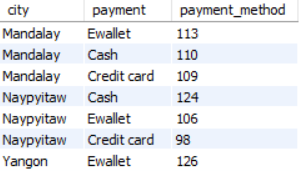 city payment payment_method
Mandalay Ewallet 113
Mandalay Cash 110
Mandalay Credit card 109
Naypyitaw Cash 124
Naypyitaw Ewallet 106
Naypyitaw Credit card 98
Yangon Ewallet 126